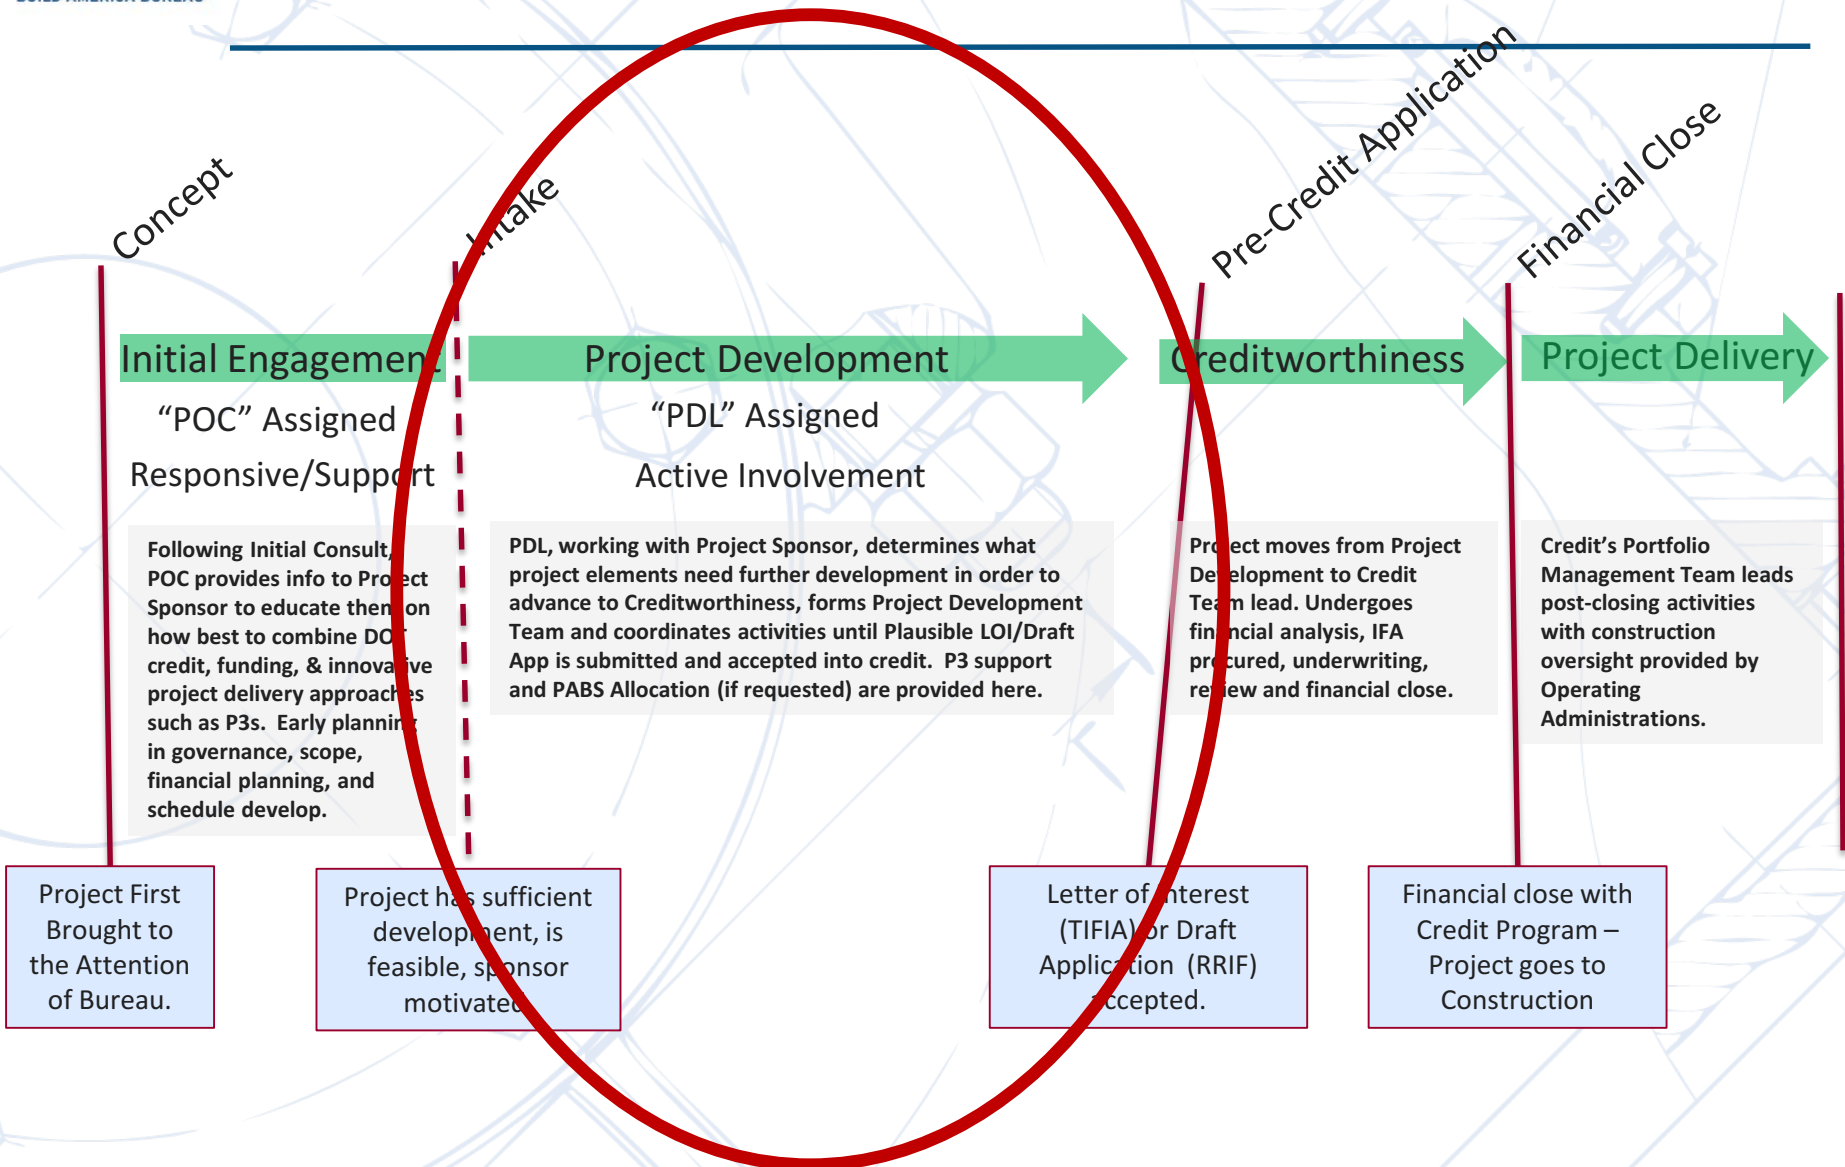 BUILD AMERICA BUREAU
Concept
Intake
Pre-Credit Application
Financial Close
Initial Engagement
"POC" Assigned
Responsive/Support
Following Initial Consult,
POC provides info to Project
Sponsor to educate them on
how best to combine DOT
credit, funding, & innovative
project delivery approaches
such as P3s.  Early planning
in governance, scope,
financial planning, and
schedule develop.
Project Development
"PDL" Assigned
Active Involvement
PDL, working with Project Sponsor, determines what
project elements need further development in order to
advance to Creditworthiness, forms Project Development
Team and coordinates activities until Plausible LOI/Draft
App is submitted and accepted into credit.  P3 support
and PABS Allocation (if requested) are provided here.
Creditworthiness
Project moves from Project
Development to Credit
Team lead. Undergoes
financial analysis, IFA
procured, underwriting,
review and financial close.
Project Delivery
Credit's Portfolio
Management Team leads
post-closing activities
with construction
oversight provided by
Operating
Administrations.
Project First
Brought to
the Attention
of Bureau.
Project has sufficient
development, is
feasible, sponsor
motivated
Letter of Interest
(TIFIA) or Draft
Application  (RRIF)
accepted.
Financial close with
Credit Program –
Project goes to
Construction